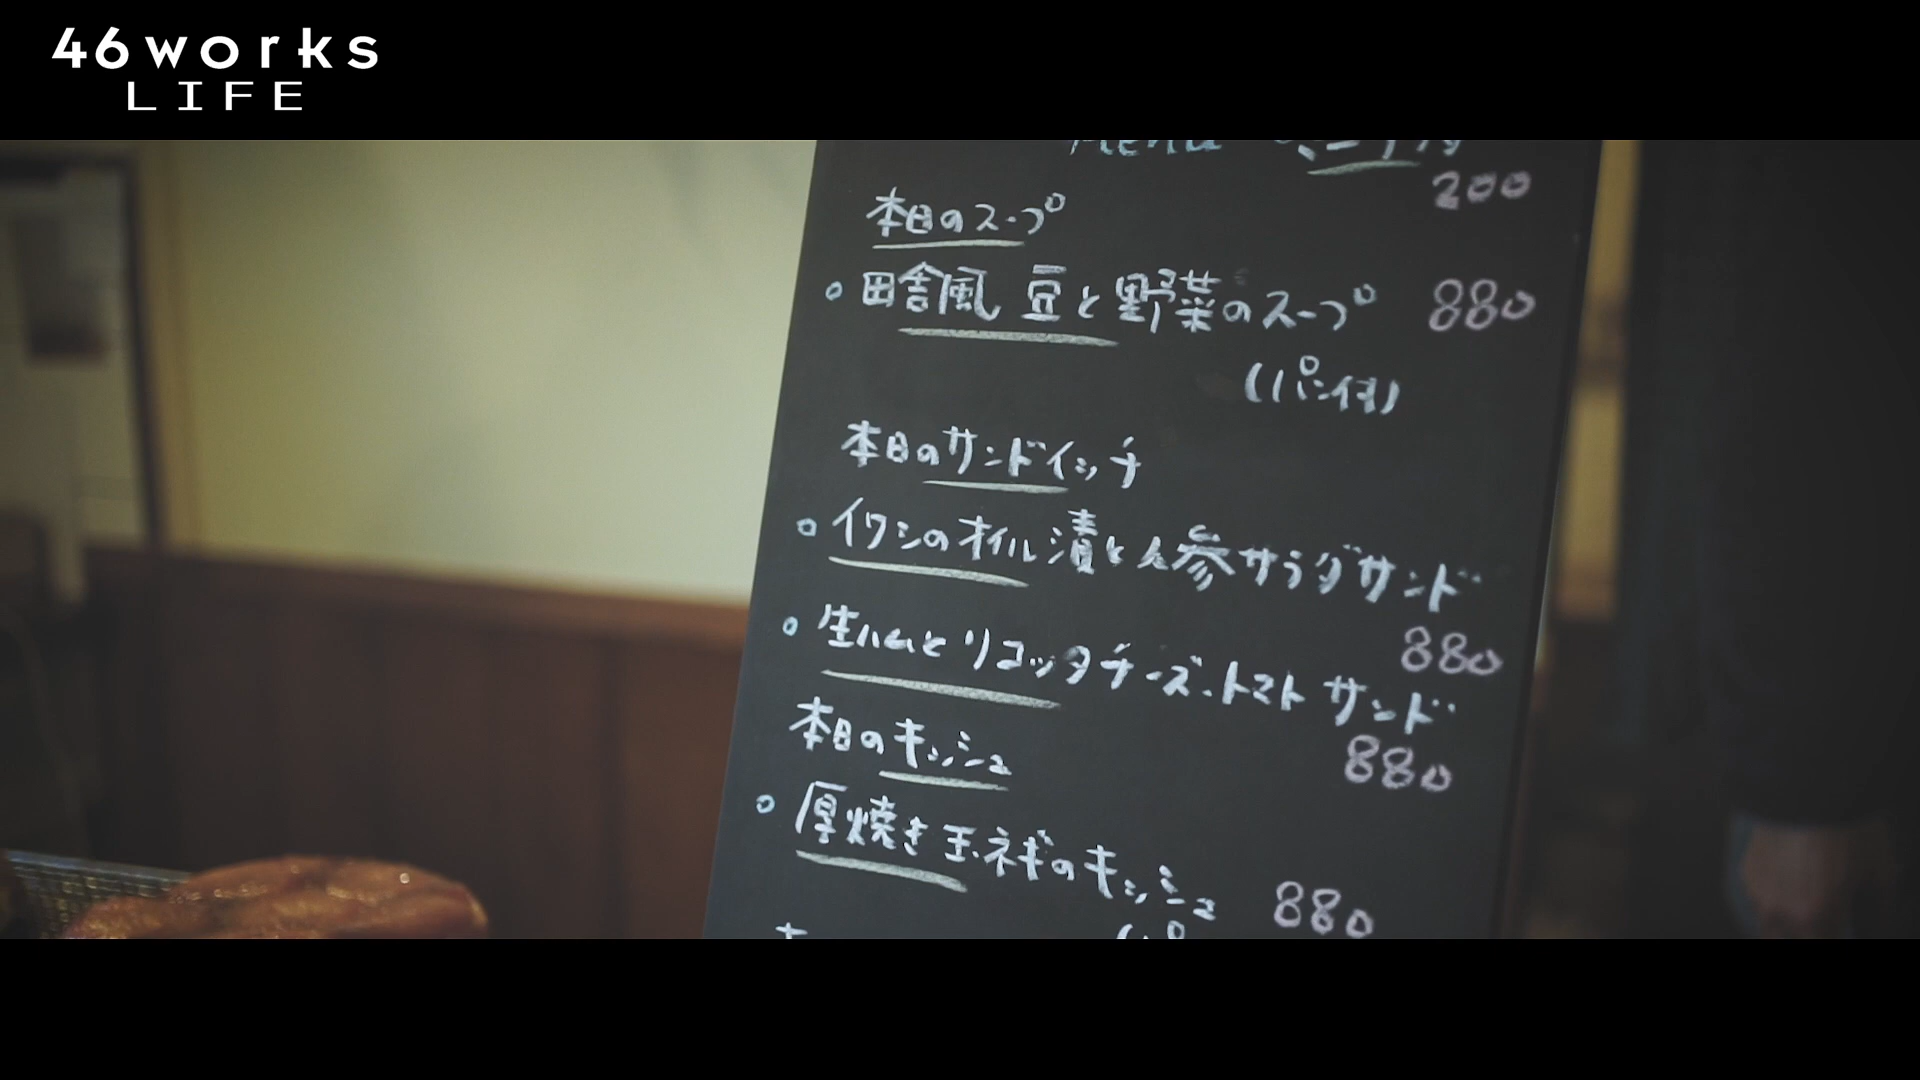 46works
LIFE
Menu
200
本日のスープ
田舎風 豆と野菜のスープ 880
(パン付)
本日のサンドイッチ
イワシのオイル漬と人参サラダサンド
880
生ハムとリコッタチーズ、トマトサンド
880
本日のキッシュ
厚焼き玉ネギのキッシュ 880